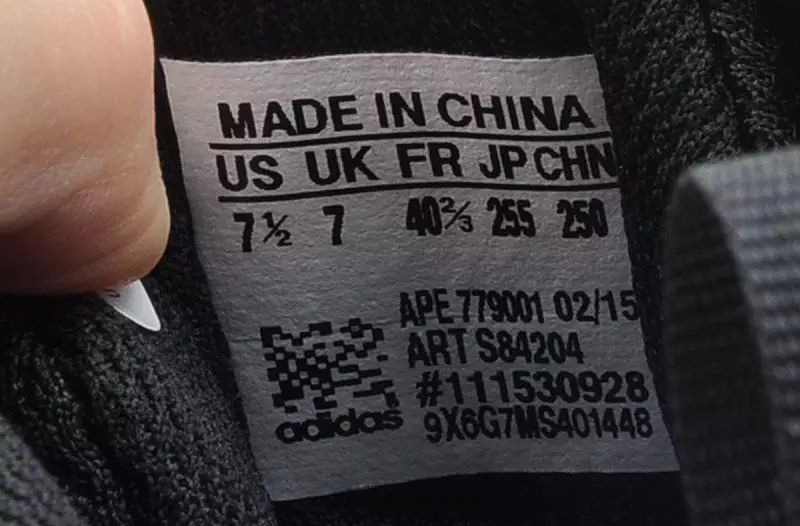 MADE IN CHINA
US UK FR JP CHN
7½ 7 40⅔ 255 250
APE 779001 02/15
ART S84204
#111530928
adidas 9X6G7MS401448